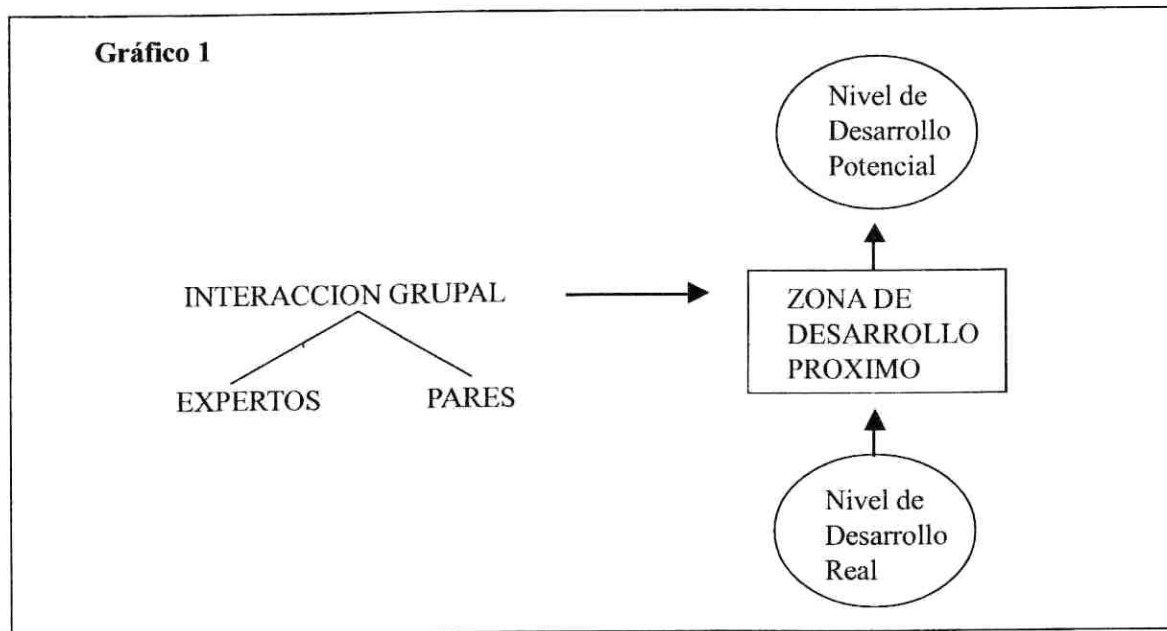 Gráfico 1
Nivel de
Desarrollo
Potencial
INTERACCION GRUPAL
EXPERTOS
PARES
ZONA DE
DESARROLLO
PROXIMO
Nivel de
Desarrollo
Real